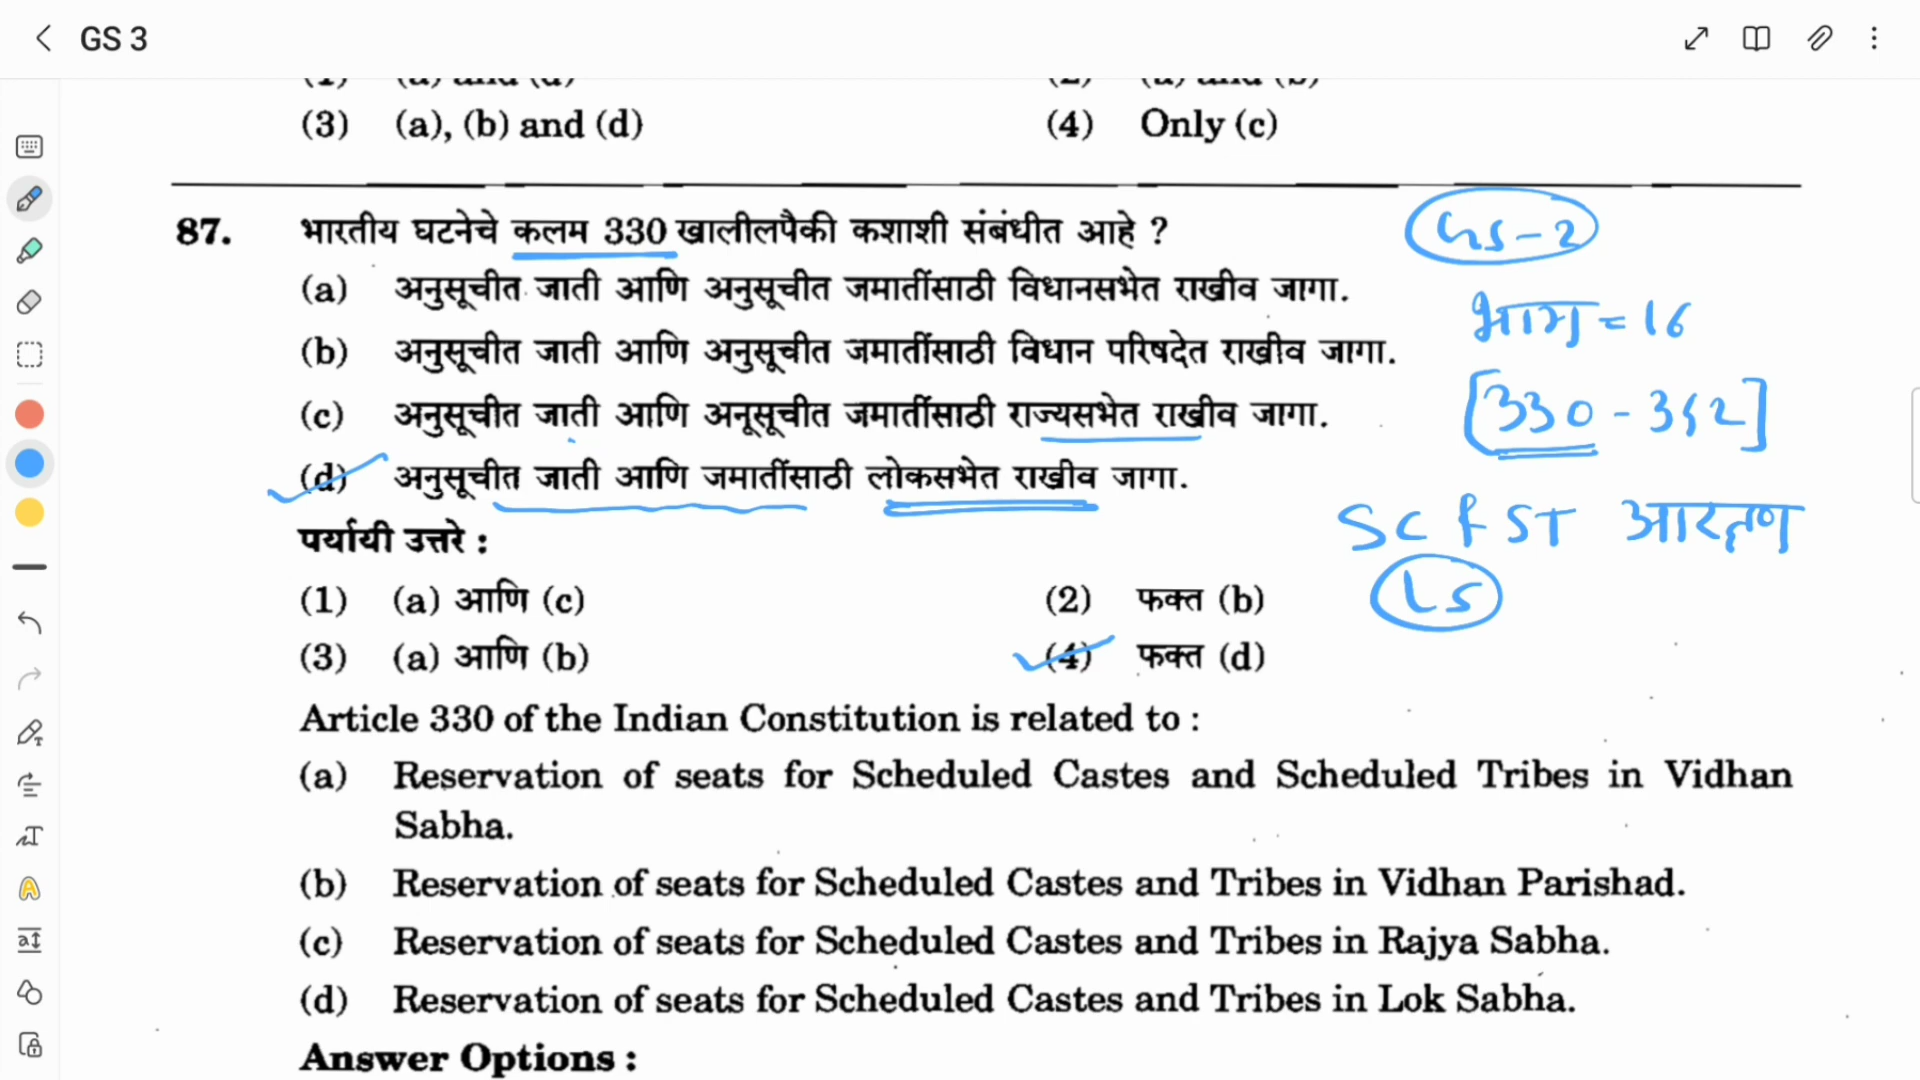 GS 3
(1) (a) and (d) (2) (a) and (b)
(3) (a), (b) and (d) (4) Only (c)
87. भारतीय घटनेचे कलम 330 खालीलपैकी कशाशी संबंधीत आहे ?
GS-2
(a) अनुसूचीत जाती आणि अनुसूचीत जमातींसाठी विधानसभेत राखीव जागा.
भाग = 16
(b) अनुसूचीत जाती आणि अनुसूचीत जमातींसाठी विधान परिषदेत राखीव जागा.
(c) अनुसूचीत जाती आणि अनूसूचीत जमातींसाठी राज्यसभेत राखीव जागा.
[330 - 342]
(d) अनुसूचीत जाती आणि जमातींसाठी लोकसभेत राखीव जागा.
पर्यायी उत्तरे :
SC & ST आरक्षण
(1) (a) आणि (c) (2) फक्त (b)
LS
(3) (a) आणि (b) (4) फक्त (d)
Article 330 of the Indian Constitution is related to :
(a) Reservation of seats for Scheduled Castes and Scheduled Tribes in Vidhan
Sabha.
(b) Reservation of seats for Scheduled Castes and Tribes in Vidhan Parishad.
(c) Reservation of seats for Scheduled Castes and Tribes in Rajya Sabha.
(d) Reservation of seats for Scheduled Castes and Tribes in Lok Sabha.
Answer Options :